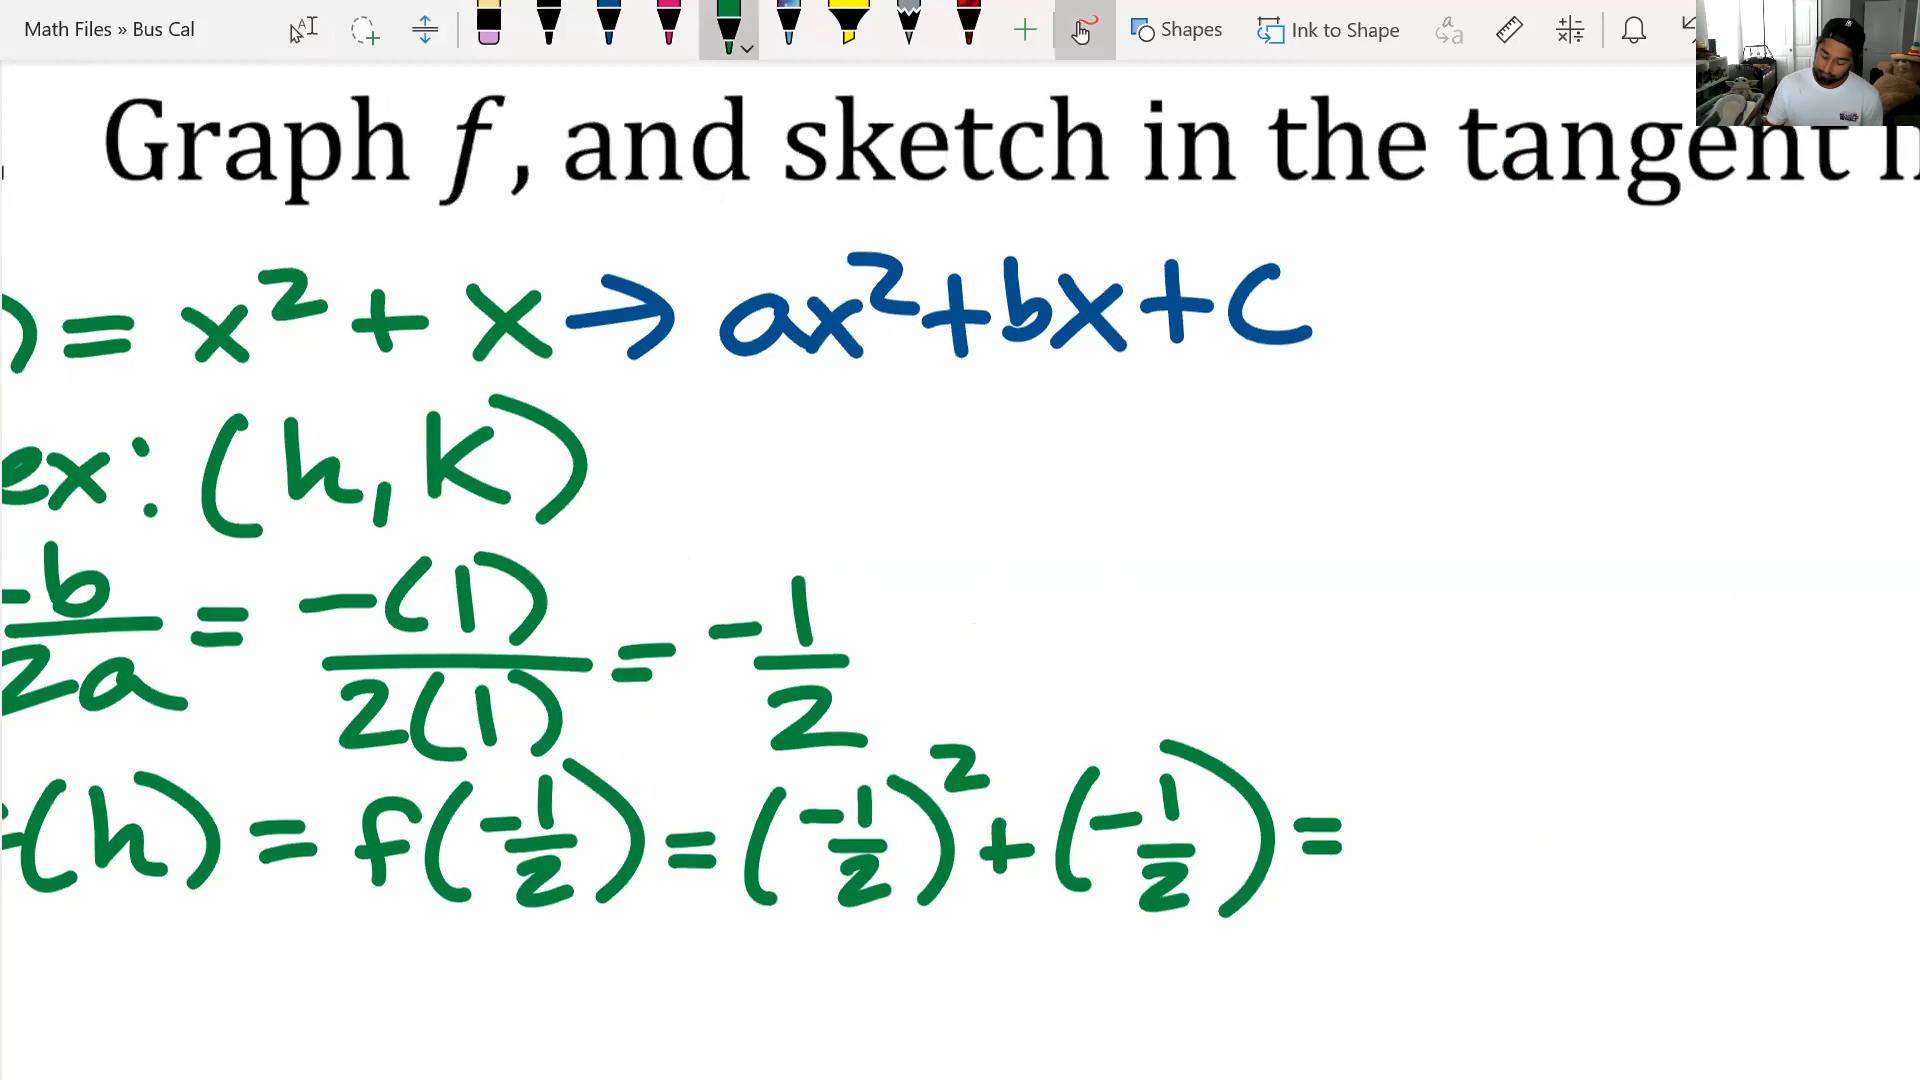 Math Files » Bus Cal
Shapes
Ink to Shape
Graph f, and sketch in the tangent
) = x² + x → ax² + bx + c
ex: (h, k)
-b/2a = -(1)/2(1) = -1/2
(h) = f(-1/2) = (-1/2)² + (-1/2) =